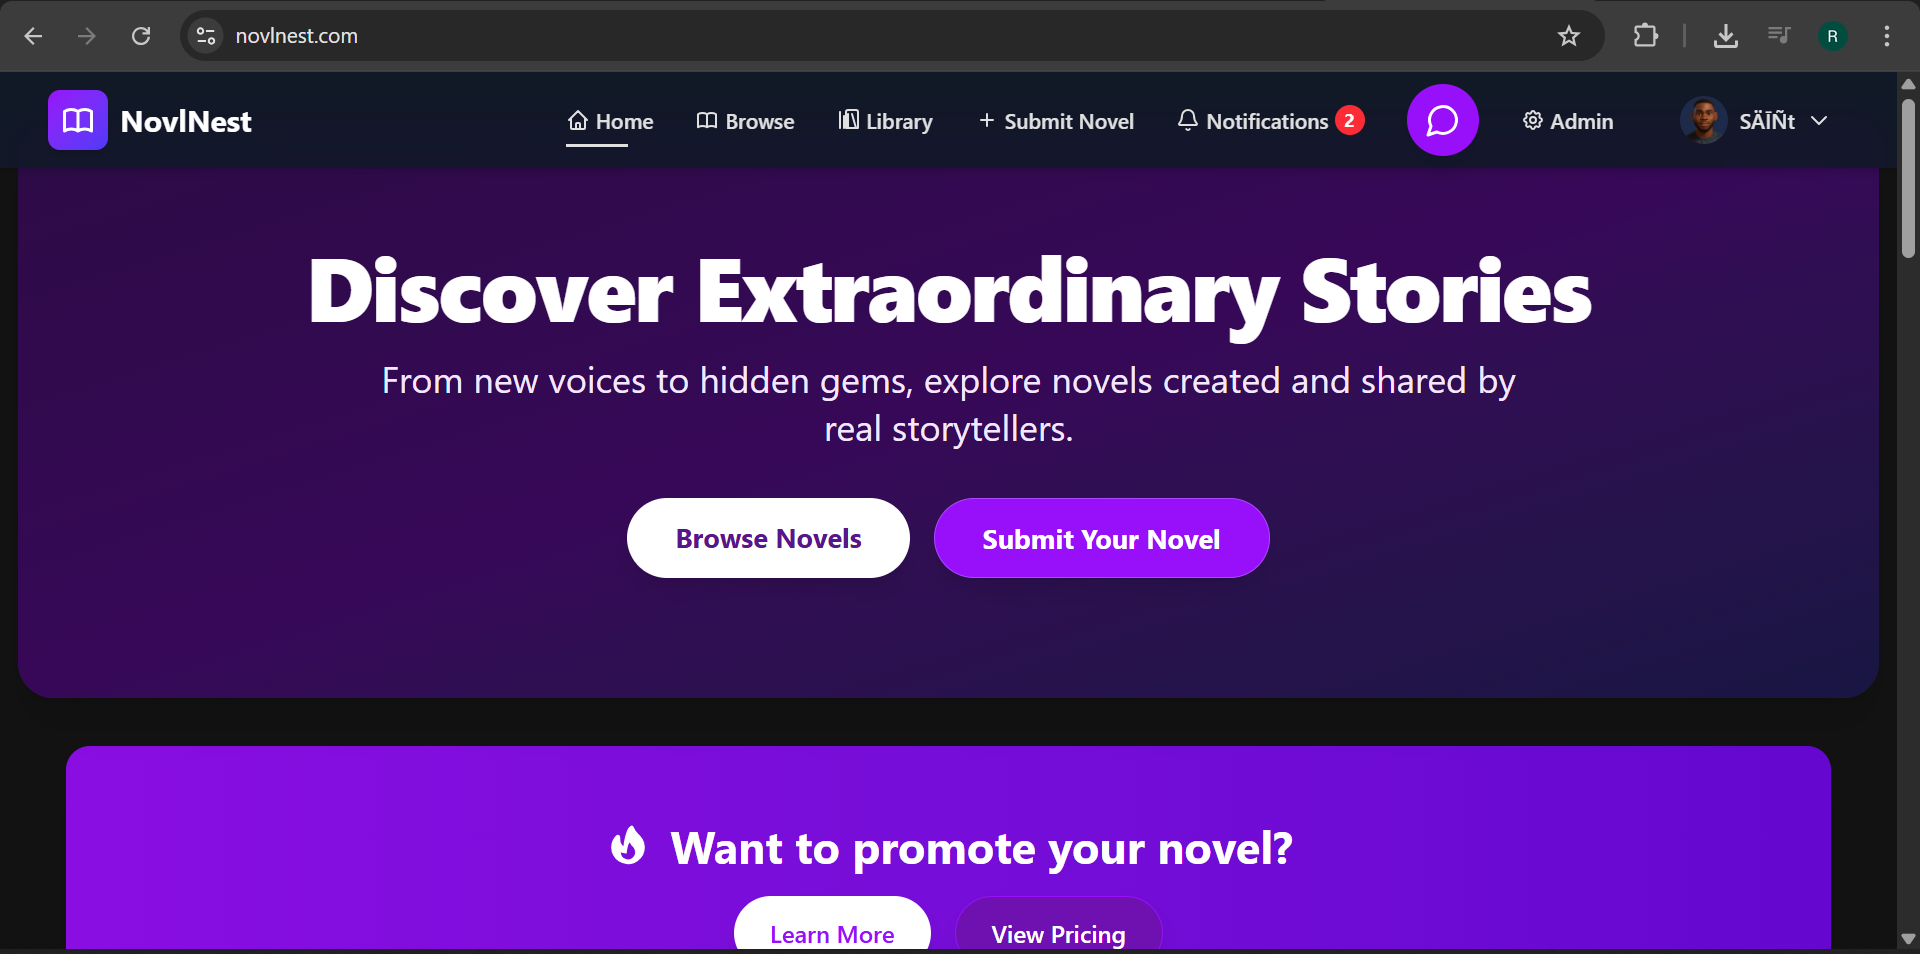 novlnest.com
R
NovlNest
Home
Browse
Library
+ Submit Novel
Notifications 2
Admin
SÄĪÑt
Discover Extraordinary Stories
From new voices to hidden gems, explore novels created and shared by
real storytellers.
Browse Novels
Submit Your Novel
Want to promote your novel?
Learn More
View Pricing